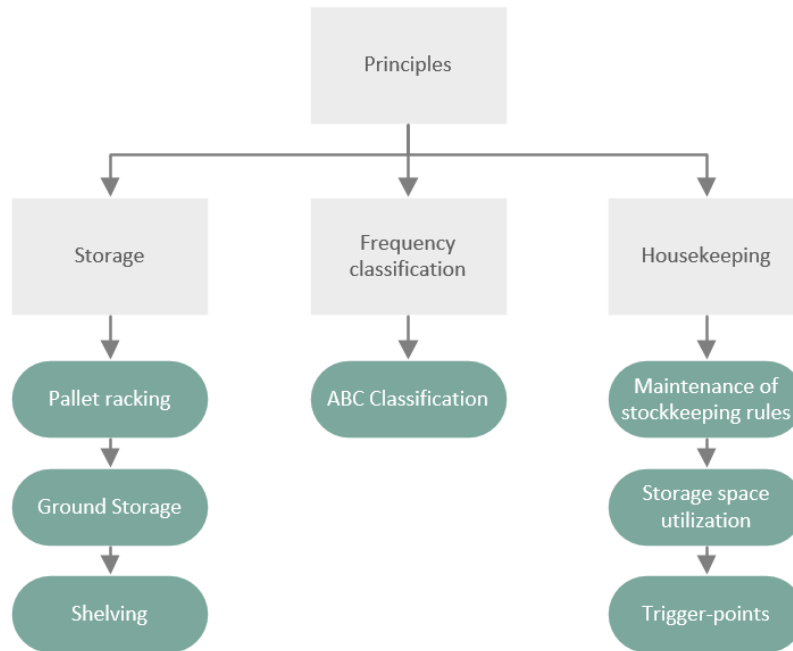 Principles
Storage
Frequency
classification
Housekeeping
Pallet racking
ABC Classification
Maintenance of
stockkeeping rules
Ground Storage
Storage space
utilization
Shelving
Trigger-points